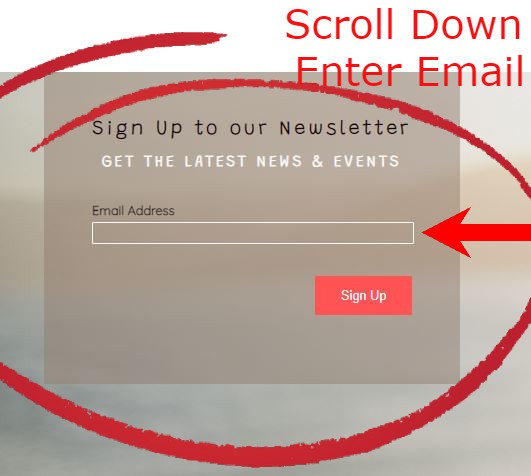 Scroll Down
Enter Email
Sign Up to our Newsletter
GET THE LATEST NEWS & EVENTS
Email Address
Sign Up